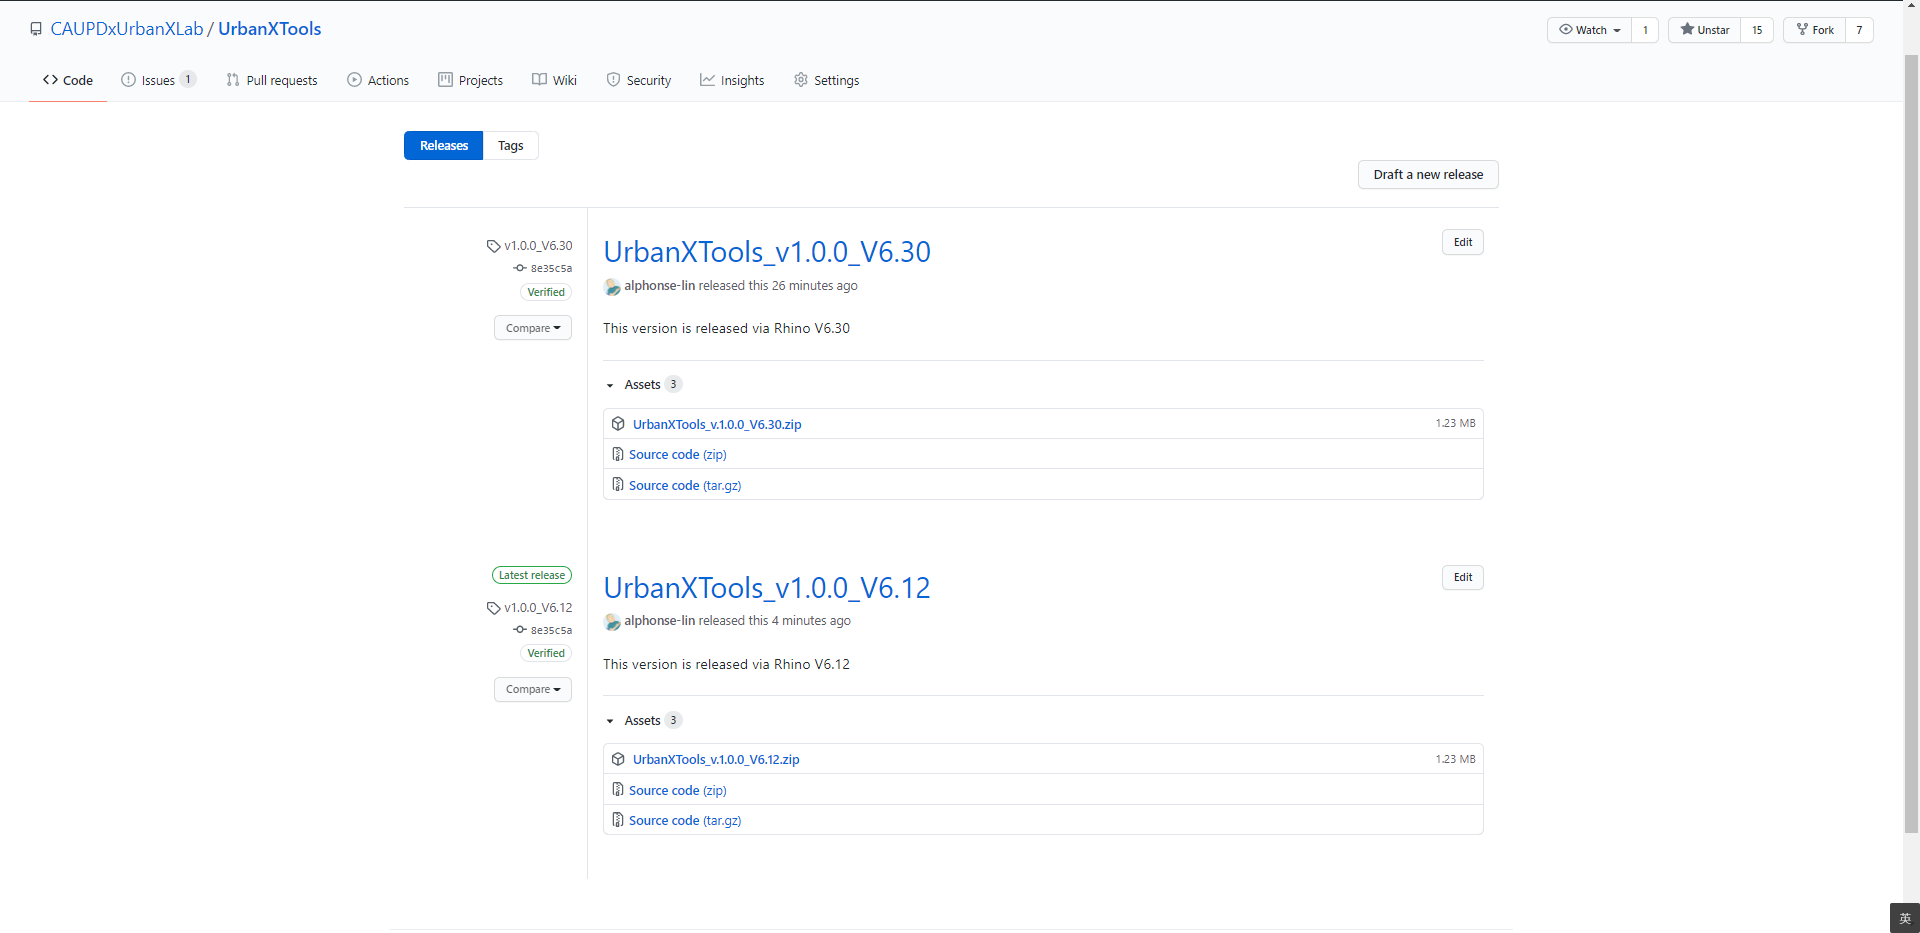 CAUPDxUrbanXLab / UrbanXTools
Watch 1 Unstar 15 Fork 7
Code Issues 1 Pull requests Actions Projects Wiki Security Insights Settings
Releases Tags
Draft a new release
v1.0.0_V6.30
8e35c5a
Verified
Compare
UrbanXTools_v1.0.0_V6.30
Edit
alphonse-lin released this 26 minutes ago
This version is released via Rhino V6.30
Assets 3
UrbanXTools_v.1.0.0_V6.30.zip 1.23 MB
Source code (zip)
Source code (tar.gz)
Latest release
v1.0.0_V6.12
8e35c5a
Verified
Compare
UrbanXTools_v1.0.0_V6.12
Edit
alphonse-lin released this 4 minutes ago
This version is released via Rhino V6.12
Assets 3
UrbanXTools_v.1.0.0_V6.12.zip 1.23 MB
Source code (zip)
Source code (tar.gz)
英